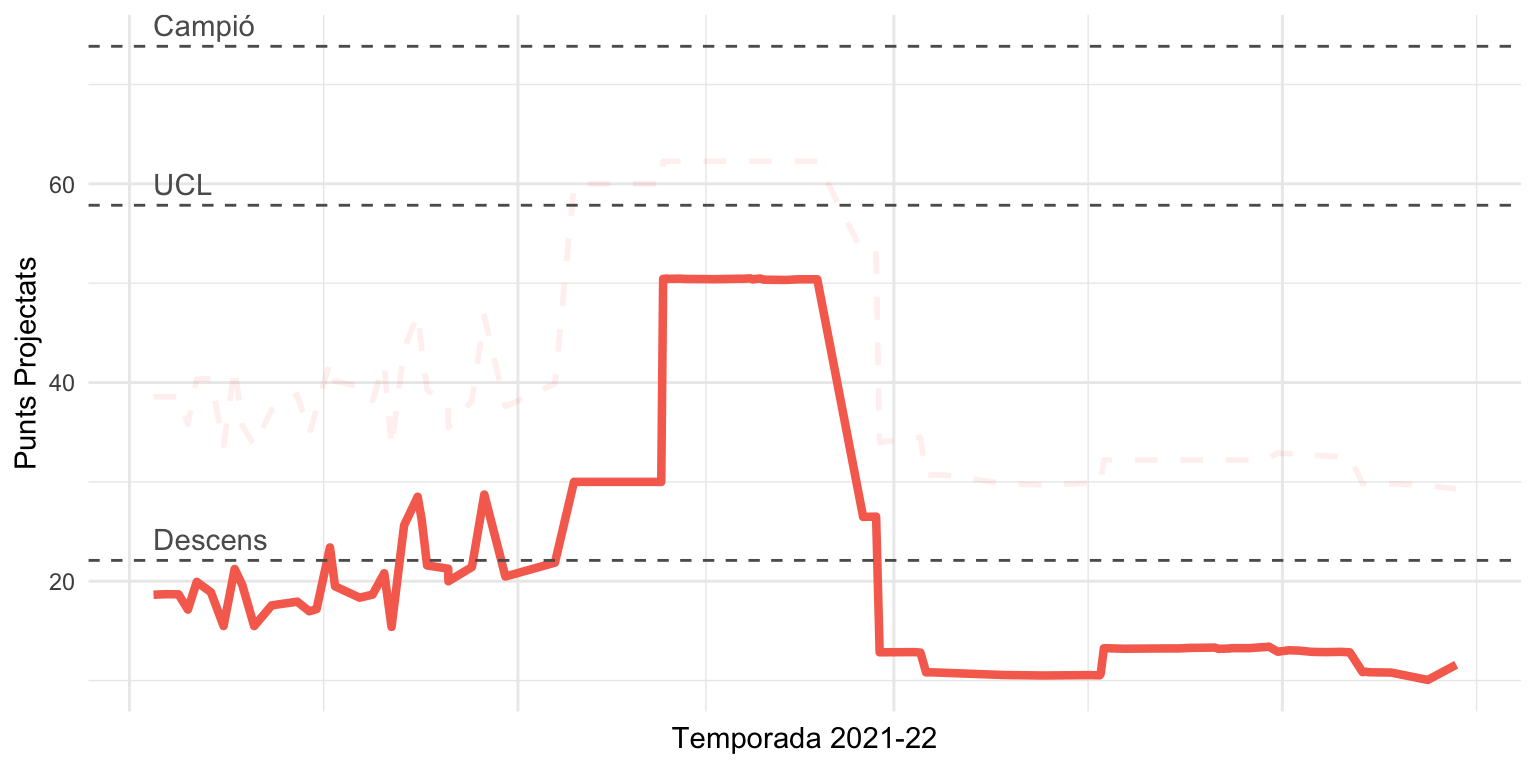 Campió
UCL
60
40
Descens
20
Punts Projectats
Temporada 2021-22